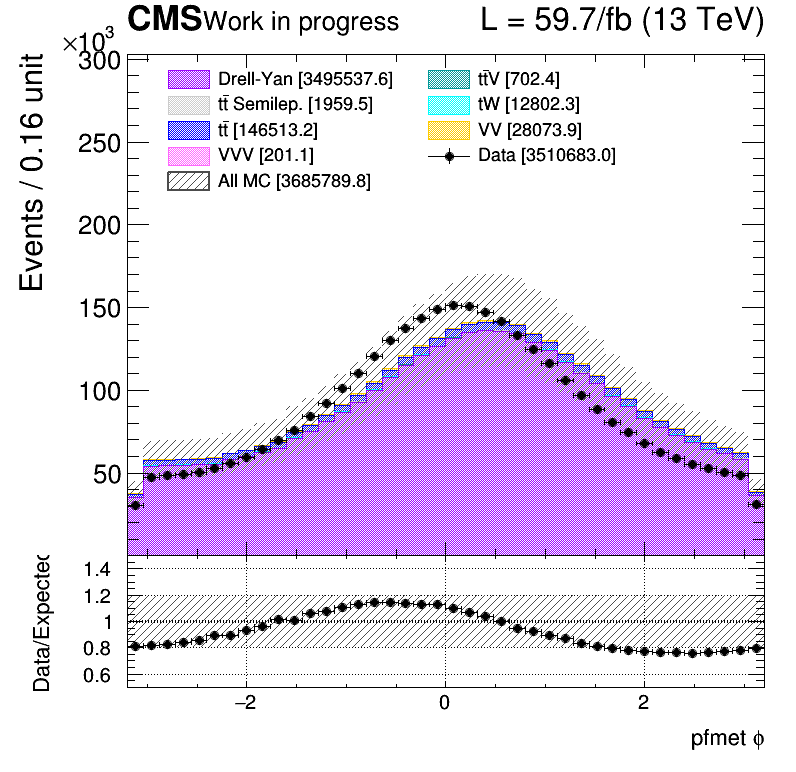 CMS Work in progress L = 59.7/fb (13 TeV)
×10³
300
250
200
150
100
50
Events / 0.16 unit
Drell-Yan [3495537.6]
tt̄ Semilep. [1959.5]
tt̄ [146513.2]
VVV [201.1]
All MC [3685789.8]
tt̄V [702.4]
tW [12802.3]
VV [28073.9]
Data [3510683.0]
1.4
1.2
1
0.8
0.6
Data/Expected
−2 0 2
pfmet ϕ